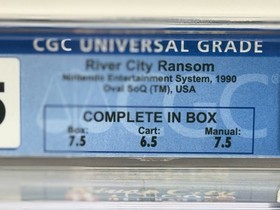 CGC UNIVERSAL GRADE
River City Ransom
Nintendo Entertainment System, 1990
Oval SoQ (TM), USA
5
COMPLETE IN BOX
Box: Cart: Manual:
7.5 6.5 7.5